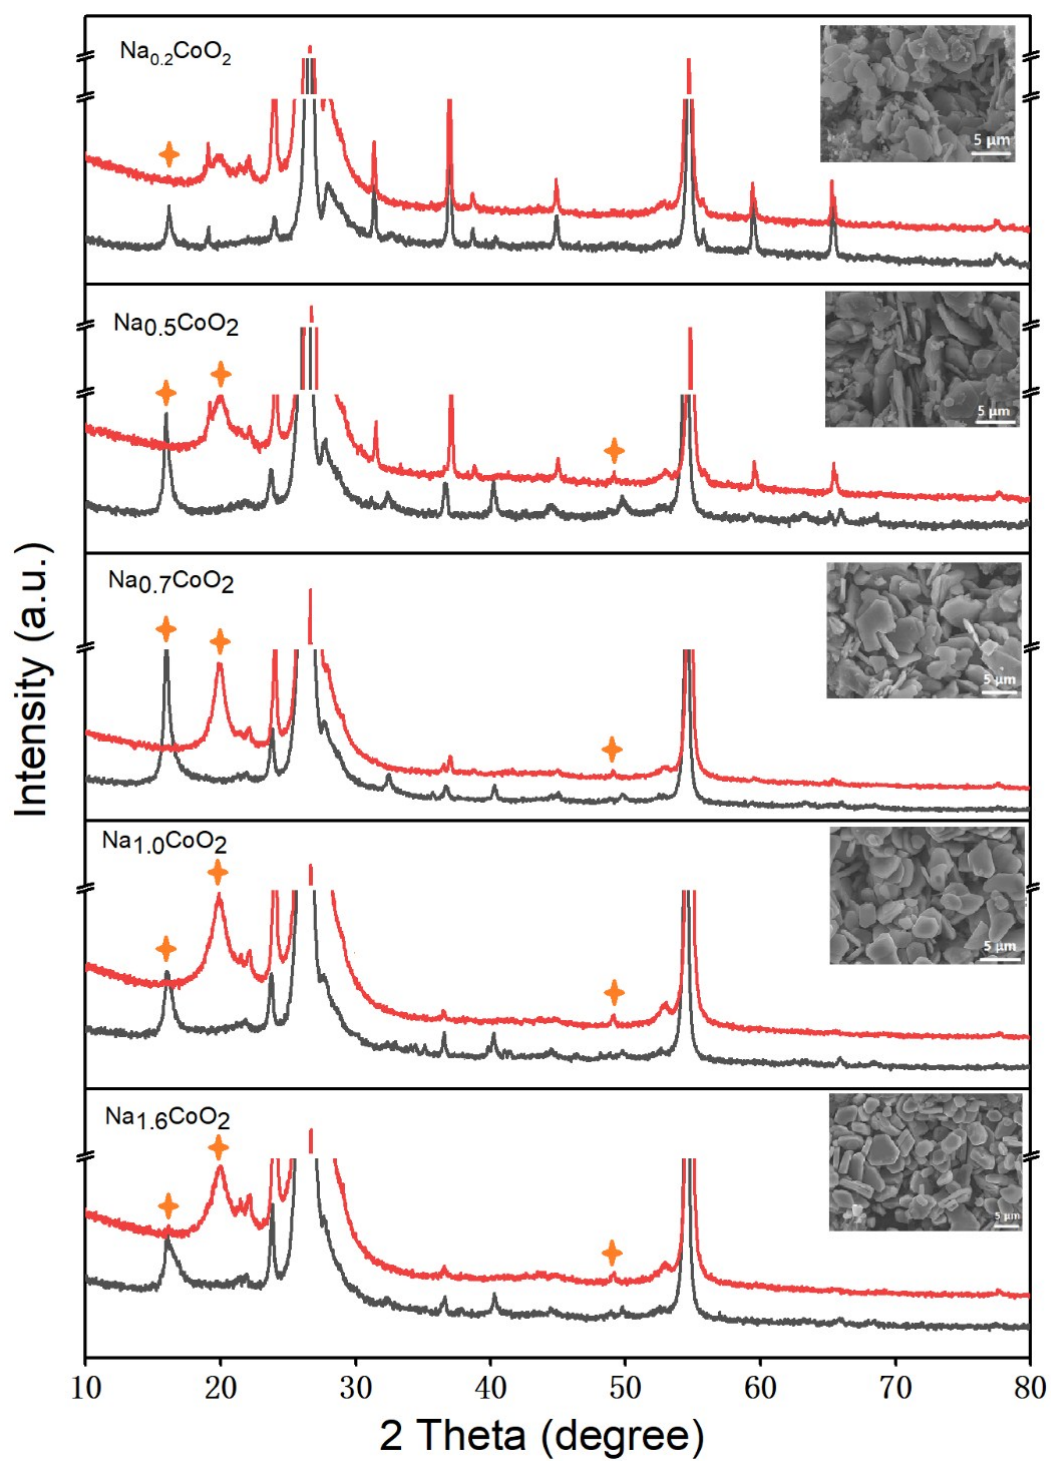 Na0.2CoO2
5 μm
Na0.5CoO2
5 μm
Na0.7CoO2
5 μm
Na1.0CoO2
5 μm
Na1.6CoO2
5 μm
Intensity (a.u.)
10 20 30 40 50 60 70 80
2 Theta (degree)